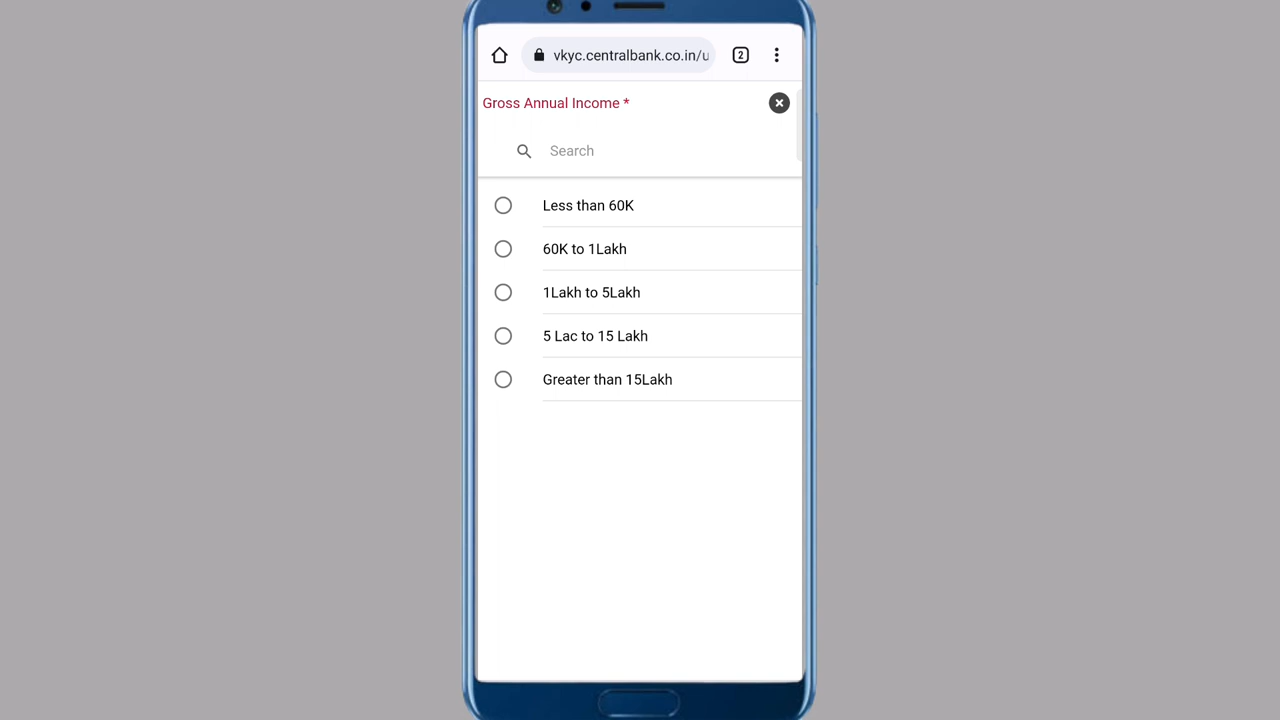 vkyc.centralbank.co.in/u
2
Gross Annual Income *
Search
Less than 60K
60K to 1Lakh
1Lakh to 5Lakh
5 Lac to 15 Lakh
Greater than 15Lakh